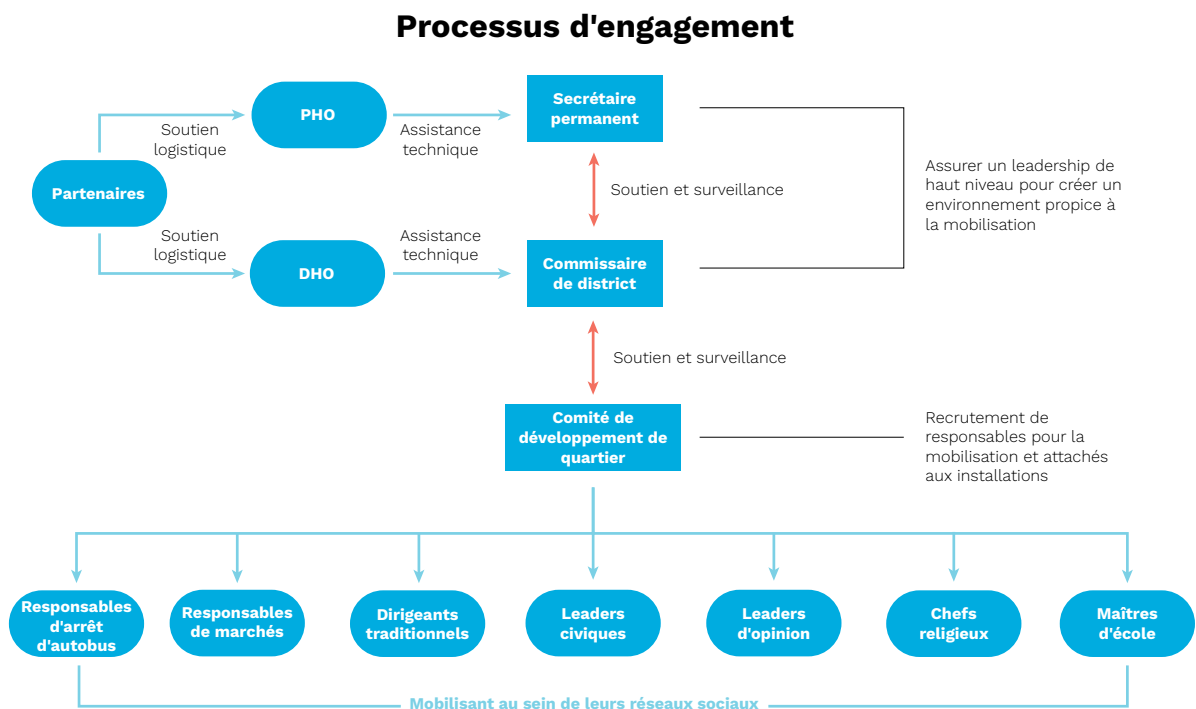 Processus d'engagement
PHO
Secrétaire
permanent
Soutien
logistique
Assistance
technique
Partenaires
Soutien et surveillance
Assurer un leadership de
haut niveau pour créer un
environnement propice à
la mobilisation
Soutien
logistique
Assistance
technique
DHO
Commissaire
de district
Soutien et surveillance
Comité de
développement de
quartier
Recrutement de
responsables pour la
mobilisation et attachés
aux installations
Responsables
d'arrêt
d'autobus
Responsables
de marchés
Dirigeants
traditionnels
Leaders
civiques
Leaders
d'opinion
Chefs
religieux
Maîtres
d'école
Mobilisant au sein de leurs réseaux sociaux